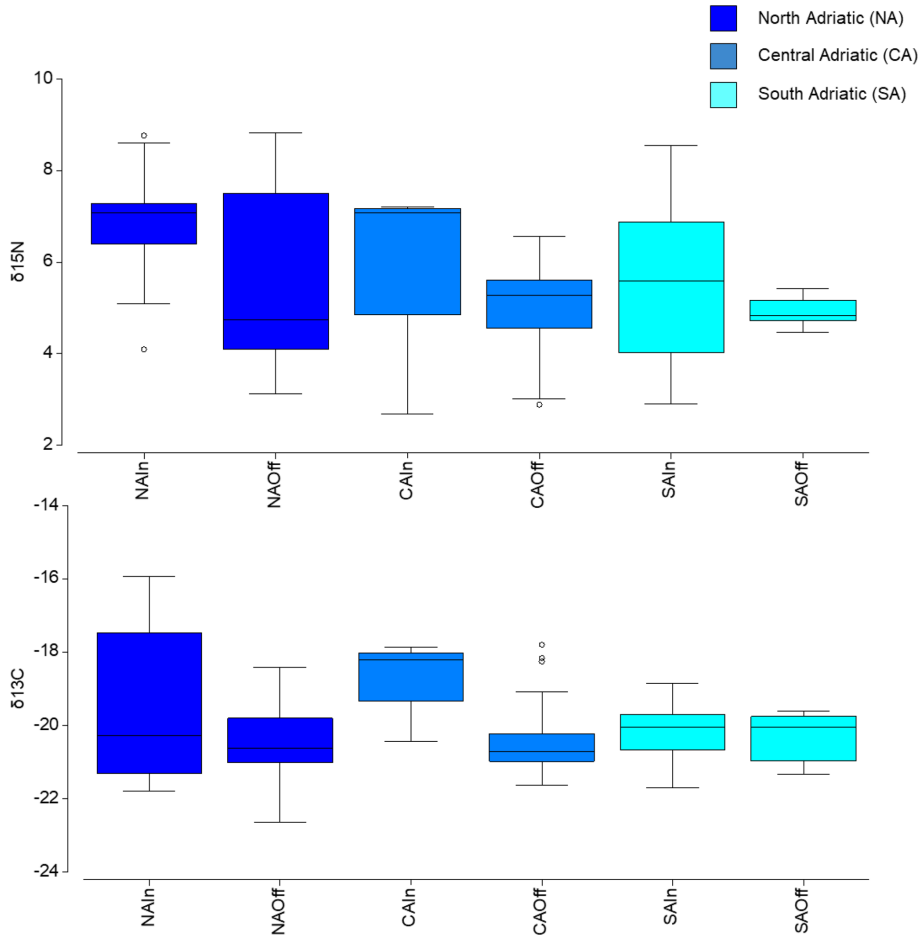 North Adriatic (NA)
Central Adriatic (CA)
South Adriatic (SA)
10
8
6
4
2
δ15N
NAIn
NAOff
CAIn
CAOff
SAIn
SAOff
-14
-16
-18
-20
-22
-24
δ13C
NAIn
NAOff
CAIn
CAOff
SAIn
SAOff